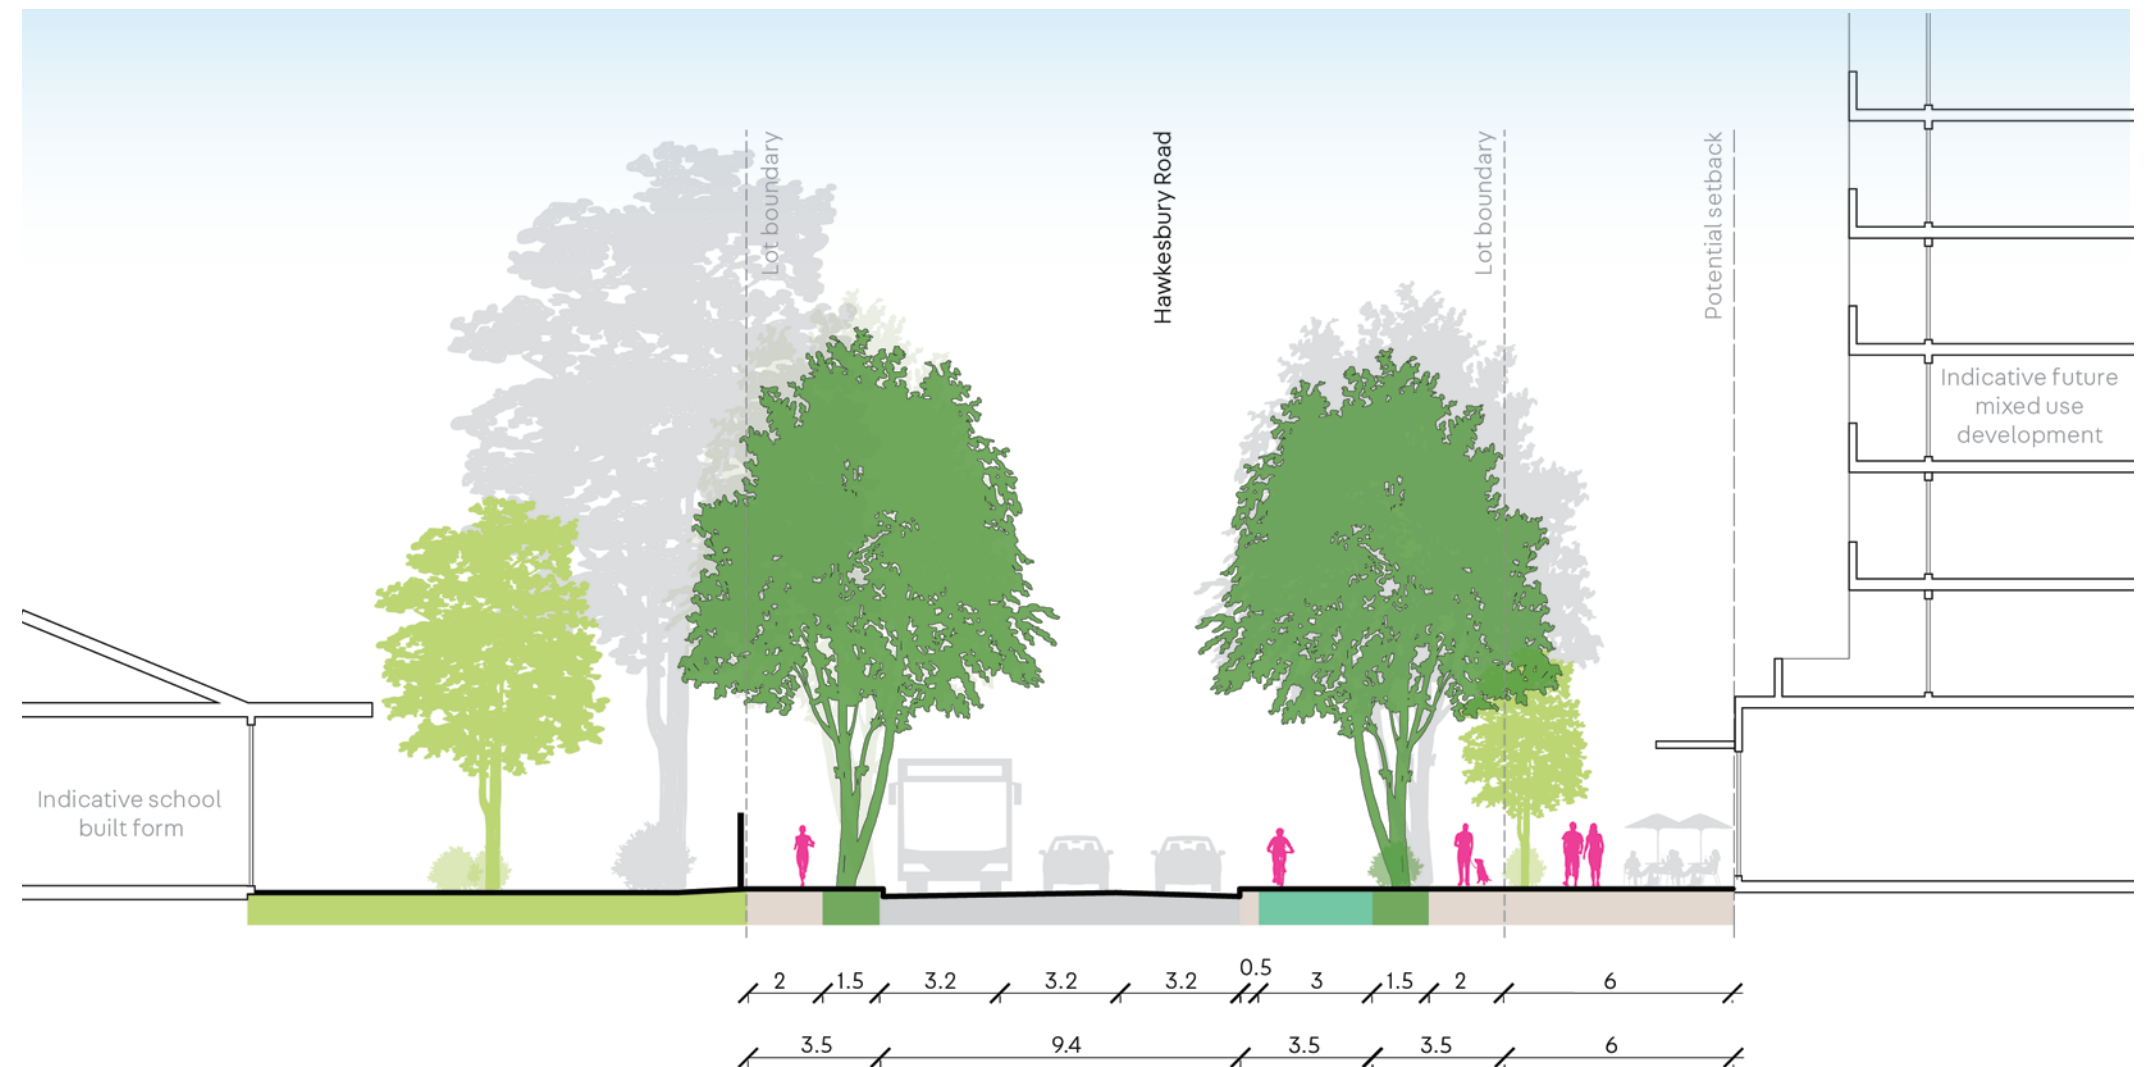 Lot boundary
Hawkesbury Road
Lot boundary
Potential setback
Indicative future
mixed use
development
Indicative school
built form
2 1.5 3.2 3.2 3.2 0.5 3 1.5 2 6
3.5 9.4 3.5 3.5 6